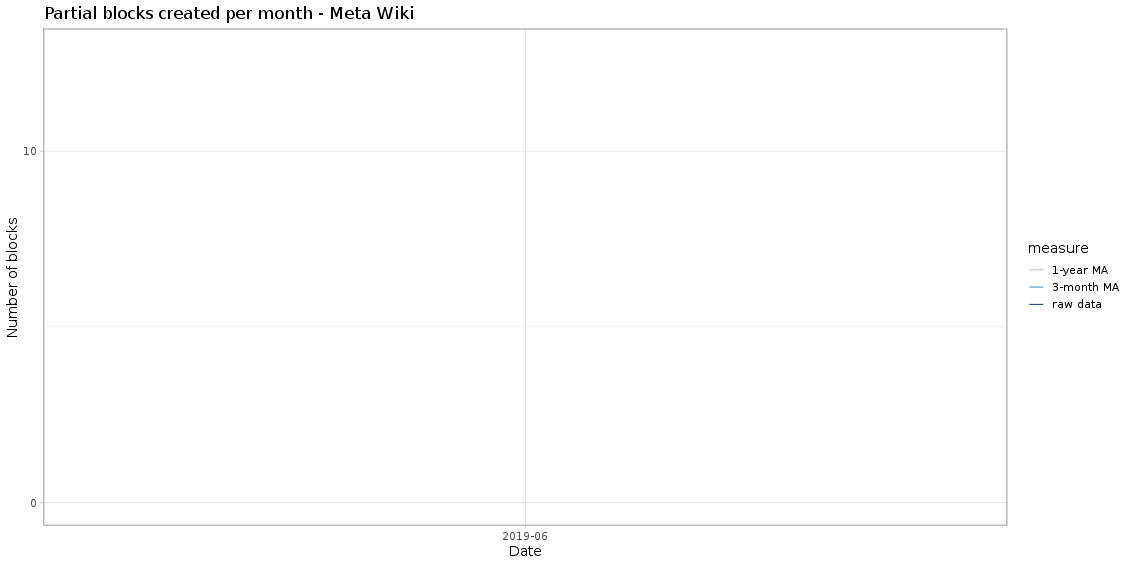 Partial blocks created per month - Meta Wiki
Number of blocks
10
0
2019-06
Date
measure
1-year MA
3-month MA
raw data